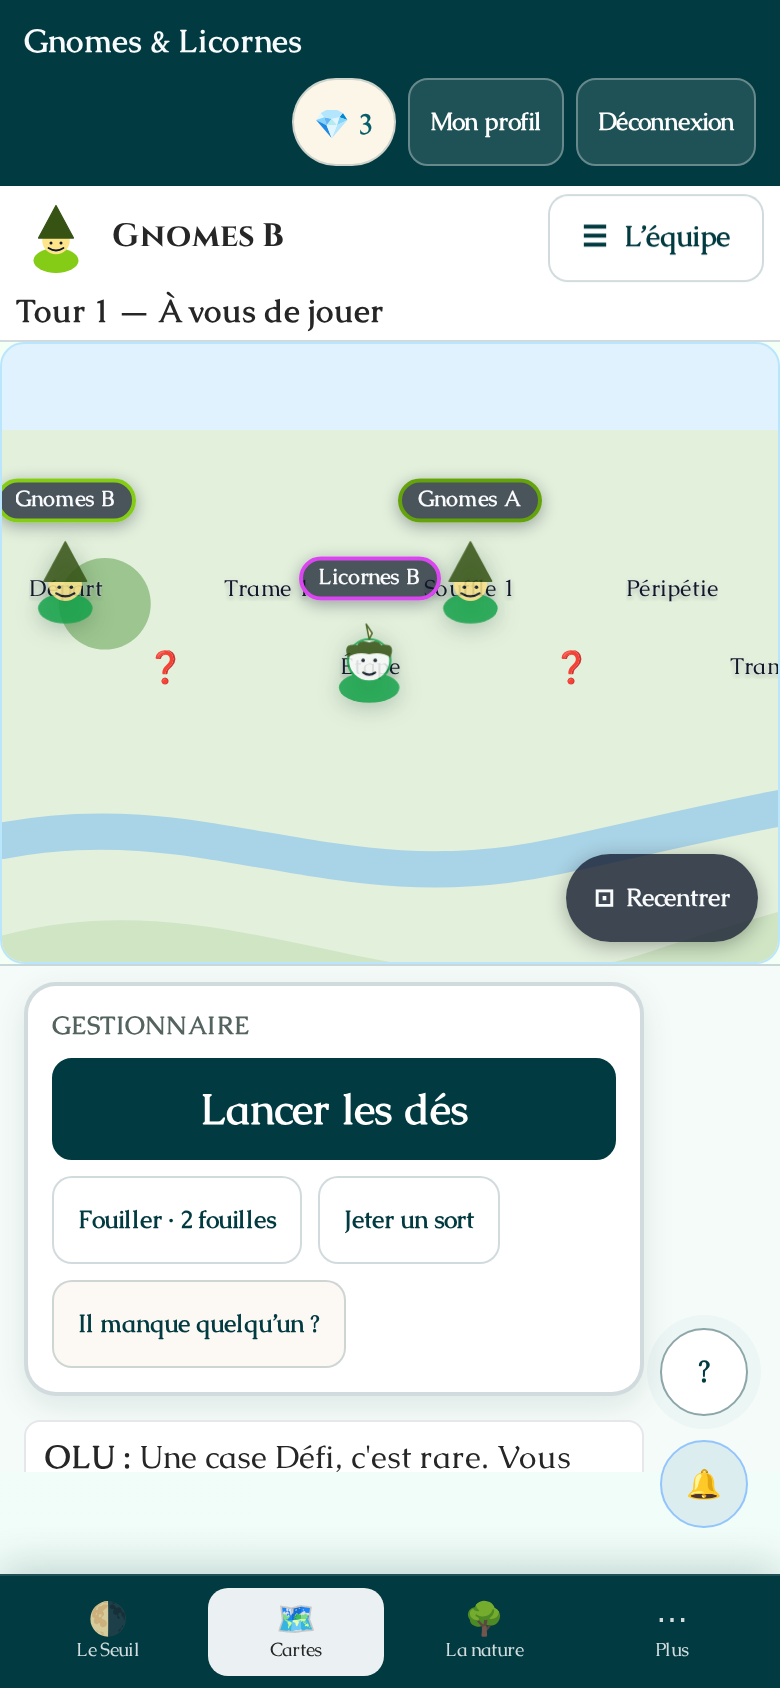 Gnomes & Licornes
💎 3
Mon profil
Déconnexion
Gnomes B
☰ L’équipe
Tour 1 — À vous de jouer
Gnomes B
Gnomes A
Licornes B
Trame
Souffle 1
Péripétie
❓
❓
⊡ Recentrer
GESTIONNAIRE
Lancer les dés
Fouiller · 2 fouilles
Jeter un sort
Il manque quelqu’un ?
?
OLU : Une case Défi, c'est rare. Vous
🔔
Le Seuil
Cartes
La nature
Plus